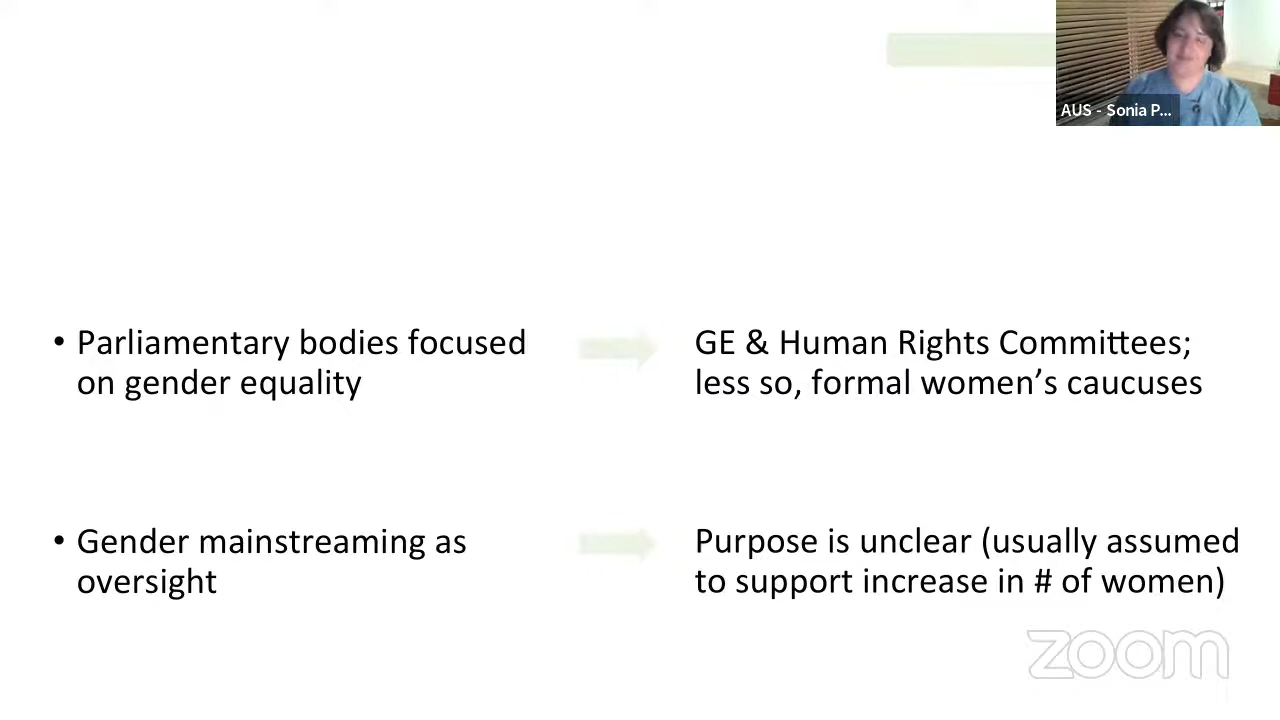 AUS - Sonia P...
• Parliamentary bodies focused
on gender equality
GE & Human Rights Committees;
less so, formal women’s caucuses
• Gender mainstreaming as
oversight
Purpose is unclear (usually assumed
to support increase in # of women)
zoom